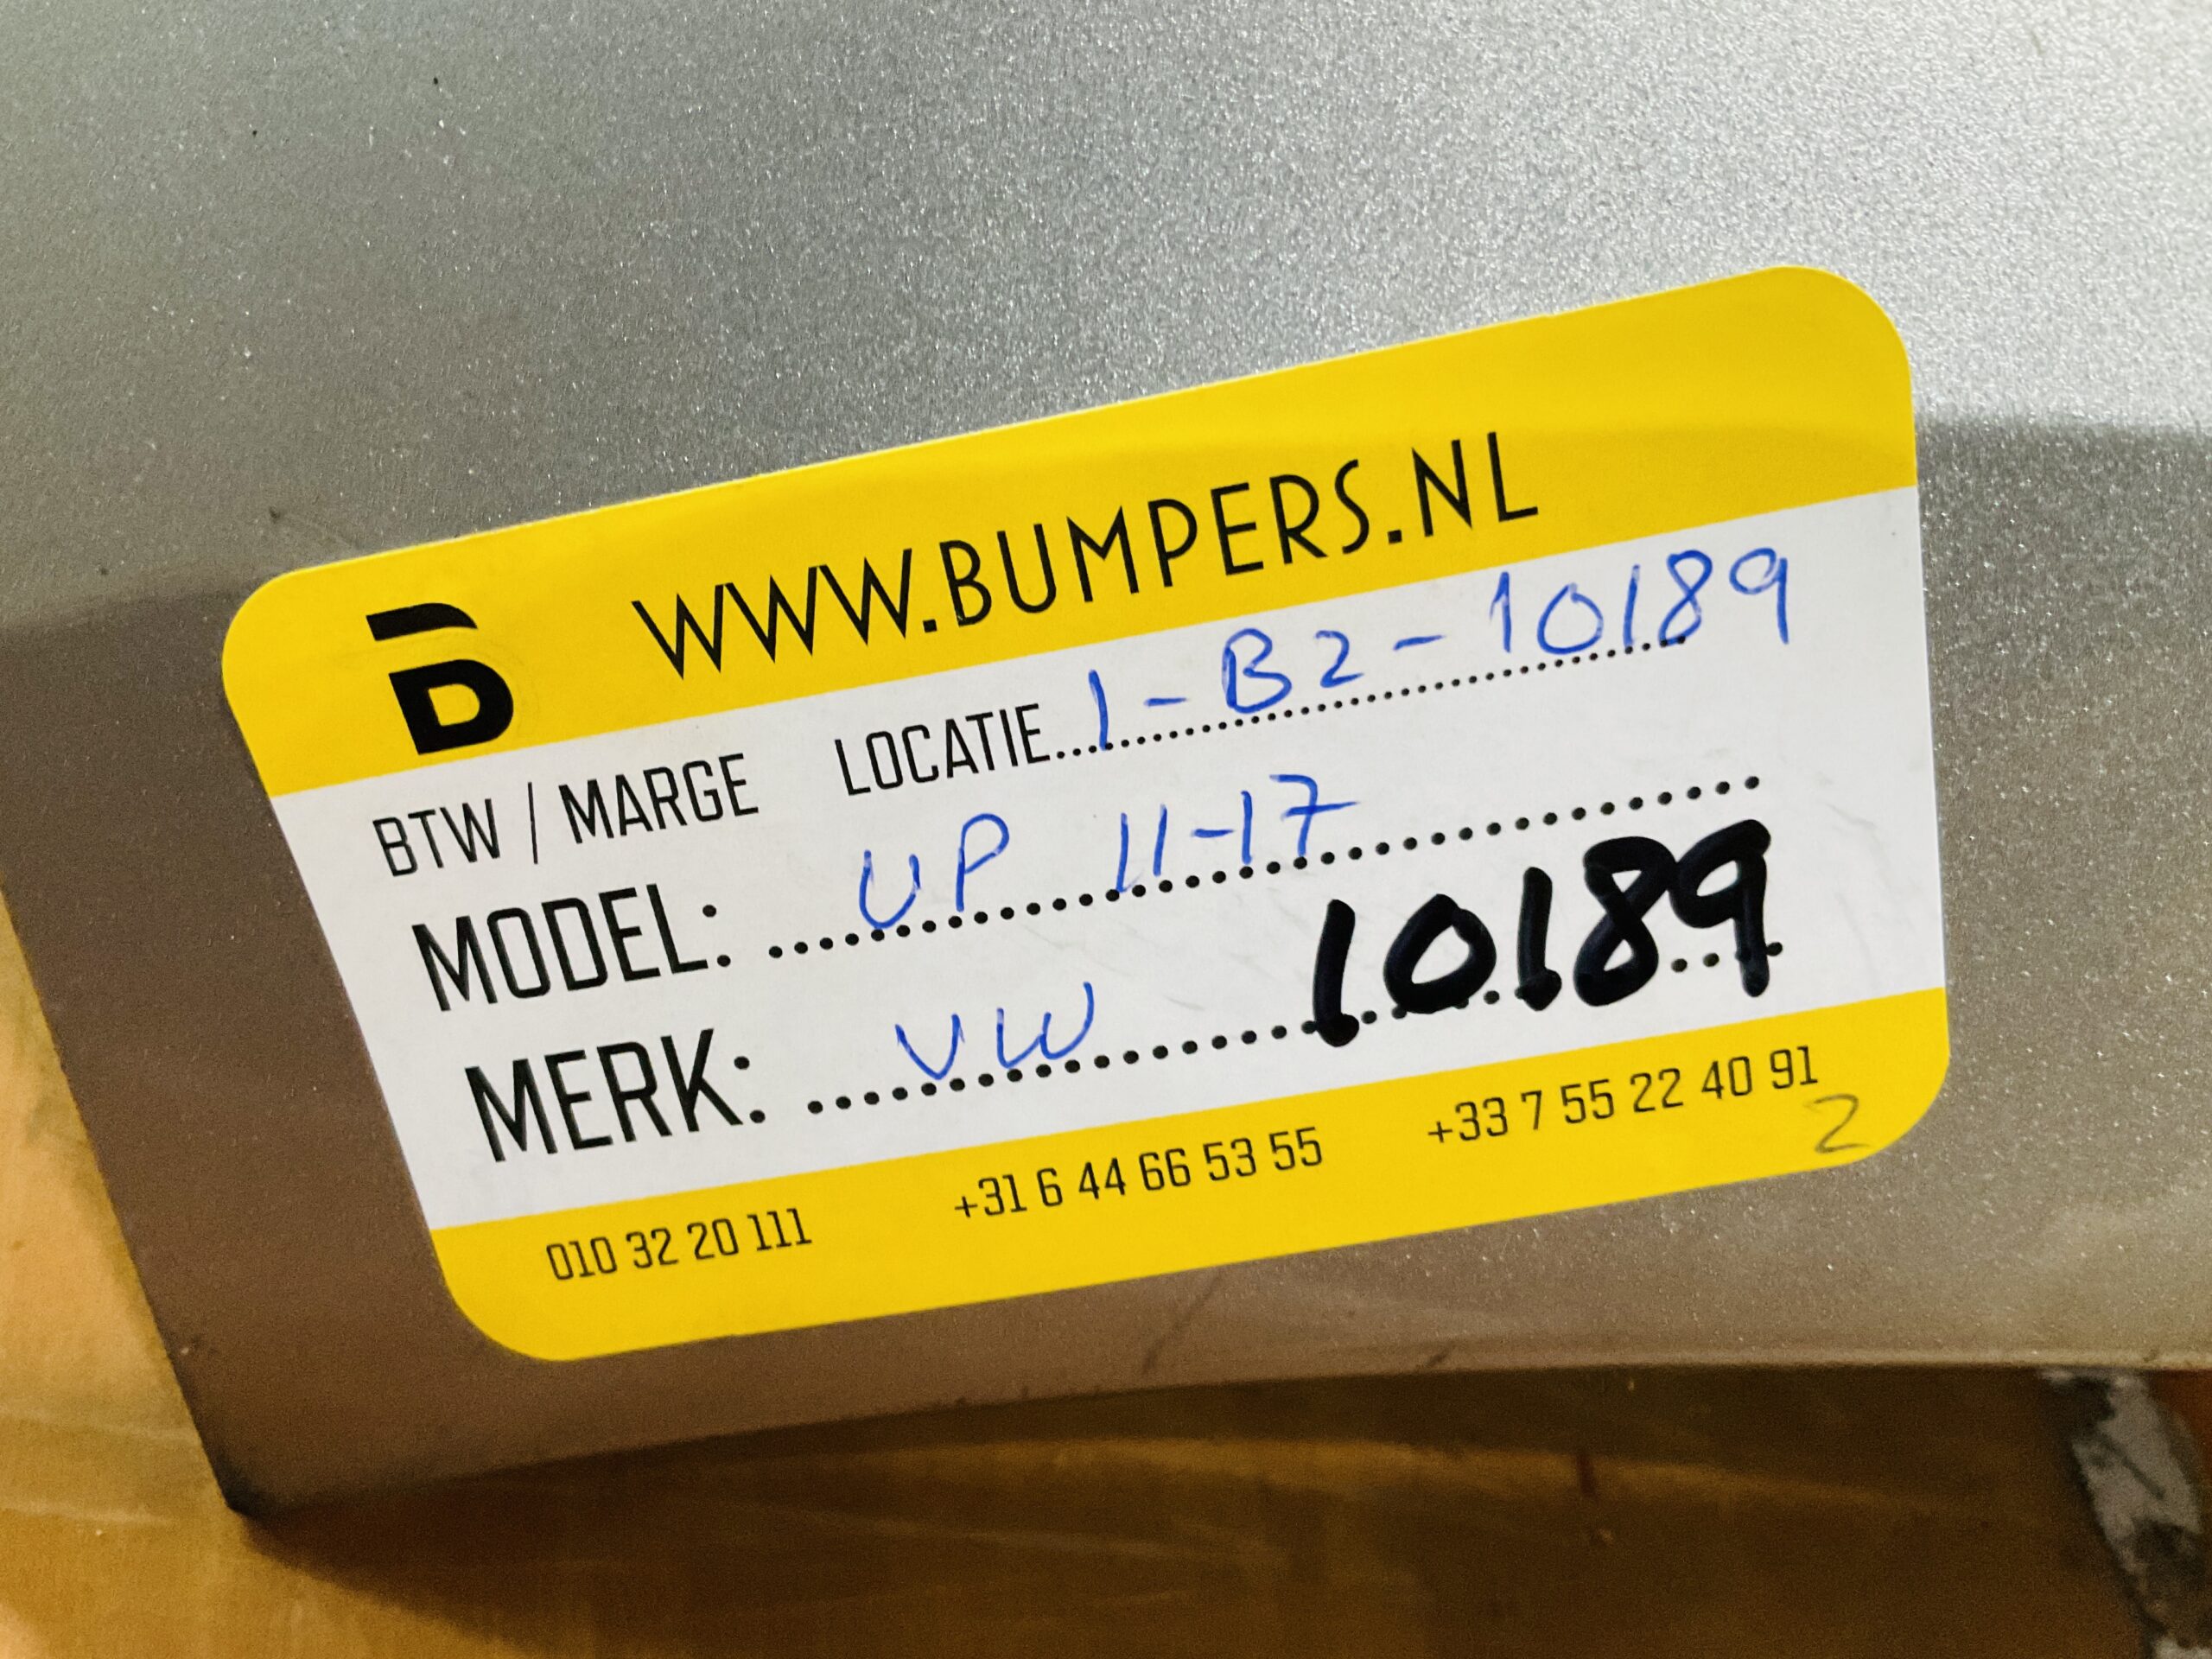 B WWW.BUMPERS.NL
BTW / MARGE LOCATIE...1-B2-10189
MODEL: UP 11-17
MERK: VW 10189
010 32 20 111 +31 6 44 66 53 55 +33 7 55 22 40 91
2